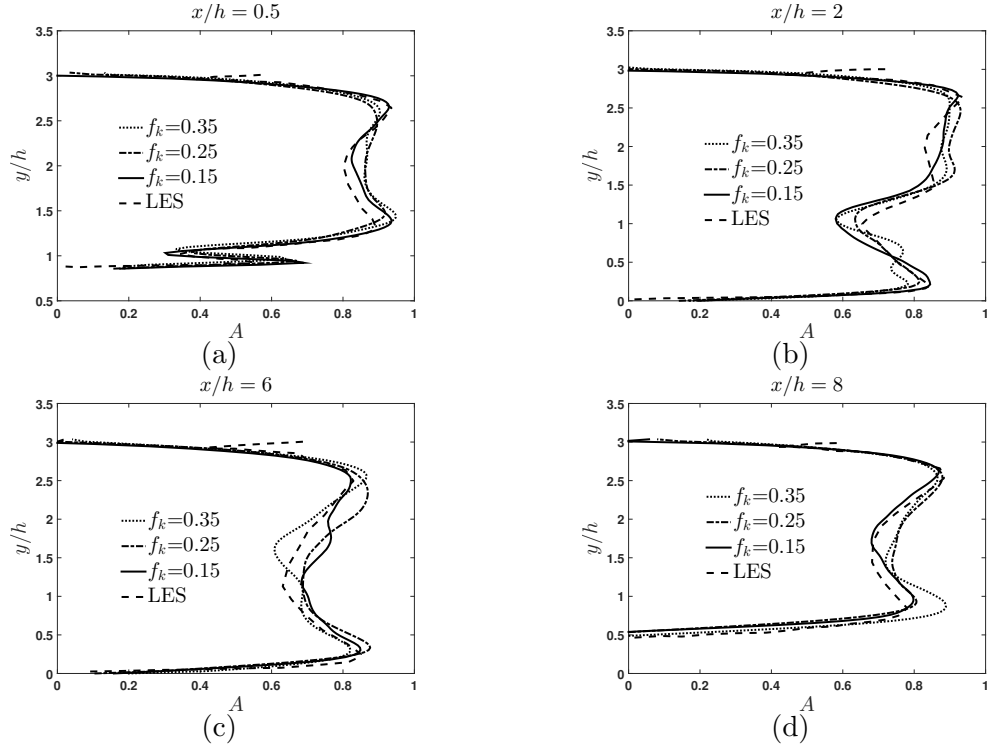 x/h = 0.5
3.5
3
2.5
2
1.5
1
0.5
y/h
f_k=0.35
f_k=0.25
f_k=0.15
LES
0 0.2 0.4 0.6 0.8 1
A
(a)
x/h = 2
3.5
3
2.5
2
1.5
1
0.5
0
y/h
f_k=0.35
f_k=0.25
f_k=0.15
LES
0 0.2 0.4 0.6 0.8 1
A
(b)
x/h = 6
3.5
3
2.5
2
1.5
1
0.5
0
y/h
f_k=0.35
f_k=0.25
f_k=0.15
LES
0 0.2 0.4 0.6 0.8 1
A
(c)
x/h = 8
3.5
3
2.5
2
1.5
1
0.5
0
y/h
f_k=0.35
f_k=0.25
f_k=0.15
LES
0 0.2 0.4 0.6 0.8 1
A
(d)